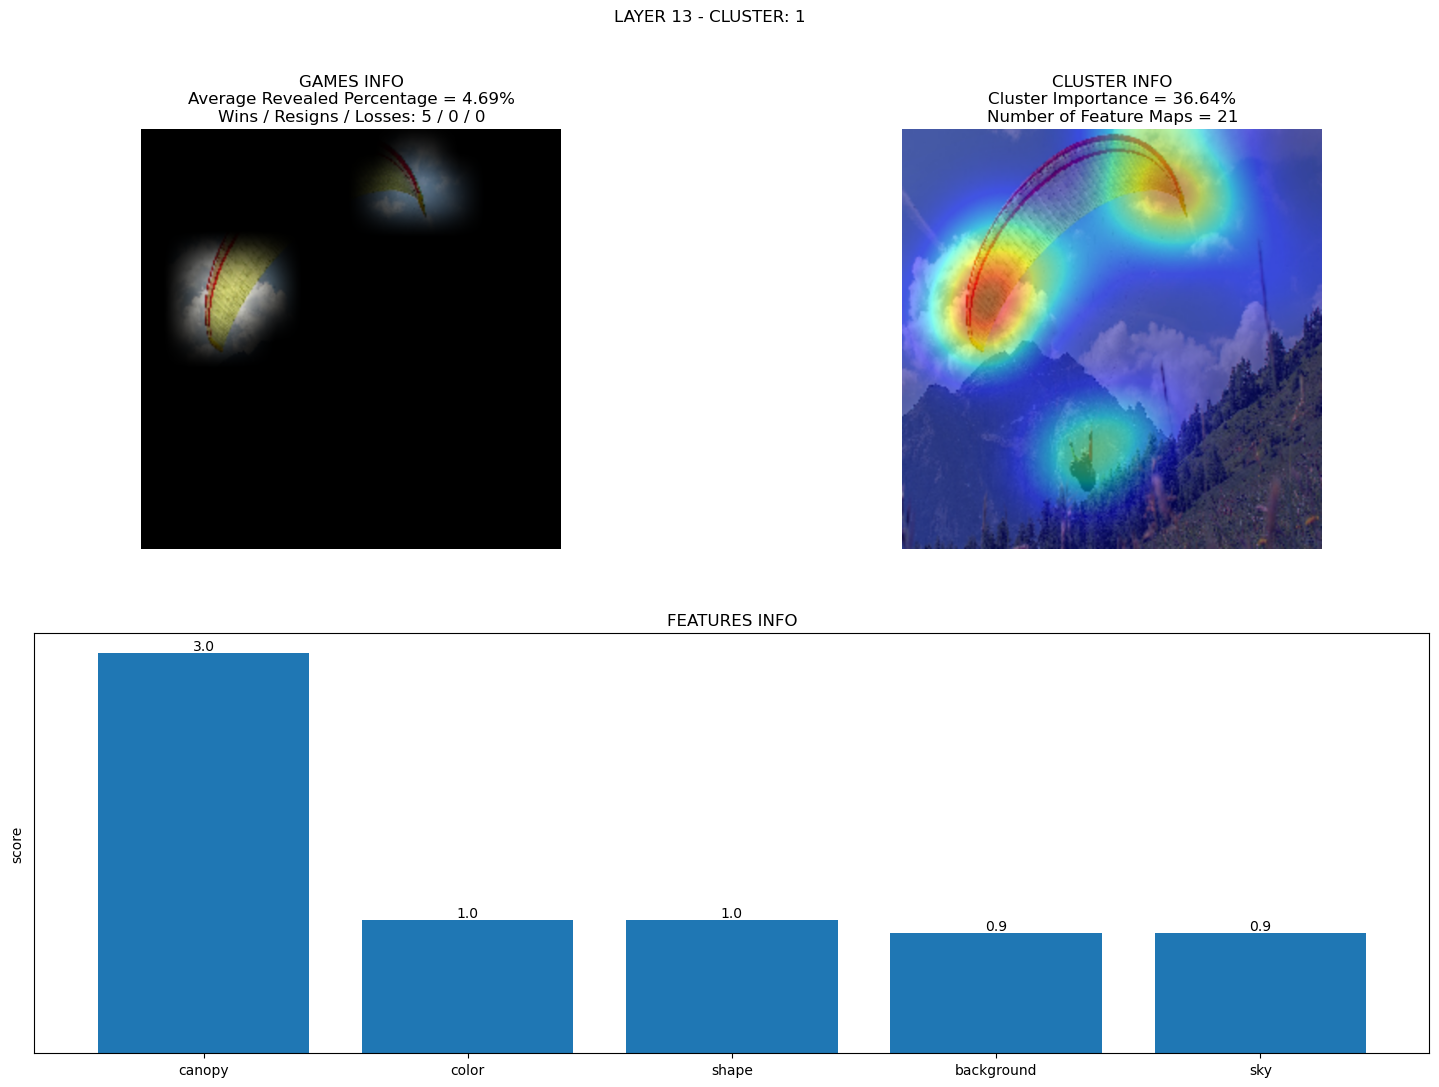 LAYER 13 - CLUSTER: 1
GAMES INFO
Average Revealed Percentage = 4.69%
Wins / Resigns / Losses: 5 / 0 / 0
CLUSTER INFO
Cluster Importance = 36.64%
Number of Feature Maps = 21
FEATURES INFO
score
3.0
1.0
1.0
0.9
0.9
canopy
color
shape
background
sky